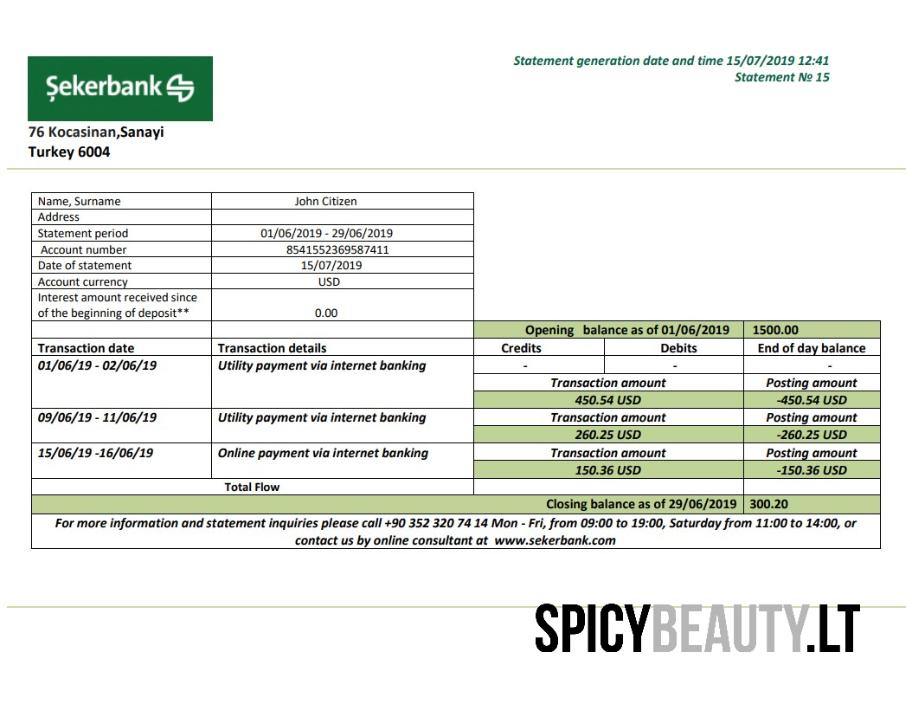 Statement generation date and time 15/07/2019 12:41
Statement № 15
Şekerbank
76 Kocasinan,Sanayi
Turkey 6004
Name, Surname John Citizen
Address
Statement period 01/06/2019 - 29/06/2019
Account number 8541552369587411
Date of statement 15/07/2019
Account currency USD
Interest amount received since
of the beginning of deposit** 0.00
Opening balance as of 01/06/2019 1500.00
Transaction date Transaction details Credits Debits End of day balance
01/06/19 - 02/06/19 Utility payment via internet banking - - -
Transaction amount Posting amount
450.54 USD -450.54 USD
09/06/19 - 11/06/19 Utility payment via internet banking Transaction amount Posting amount
260.25 USD -260.25 USD
15/06/19 -16/06/19 Online payment via internet banking Transaction amount Posting amount
150.36 USD -150.36 USD
Total Flow
Closing balance as of 29/06/2019 300.20
For more information and statement inquiries please call +90 352 320 74 14 Mon - Fri, from 09:00 to 19:00, Saturday from 11:00 to 14:00, or
contact us by online consultant at www.sekerbank.com
SPICYBEAUTY.LT